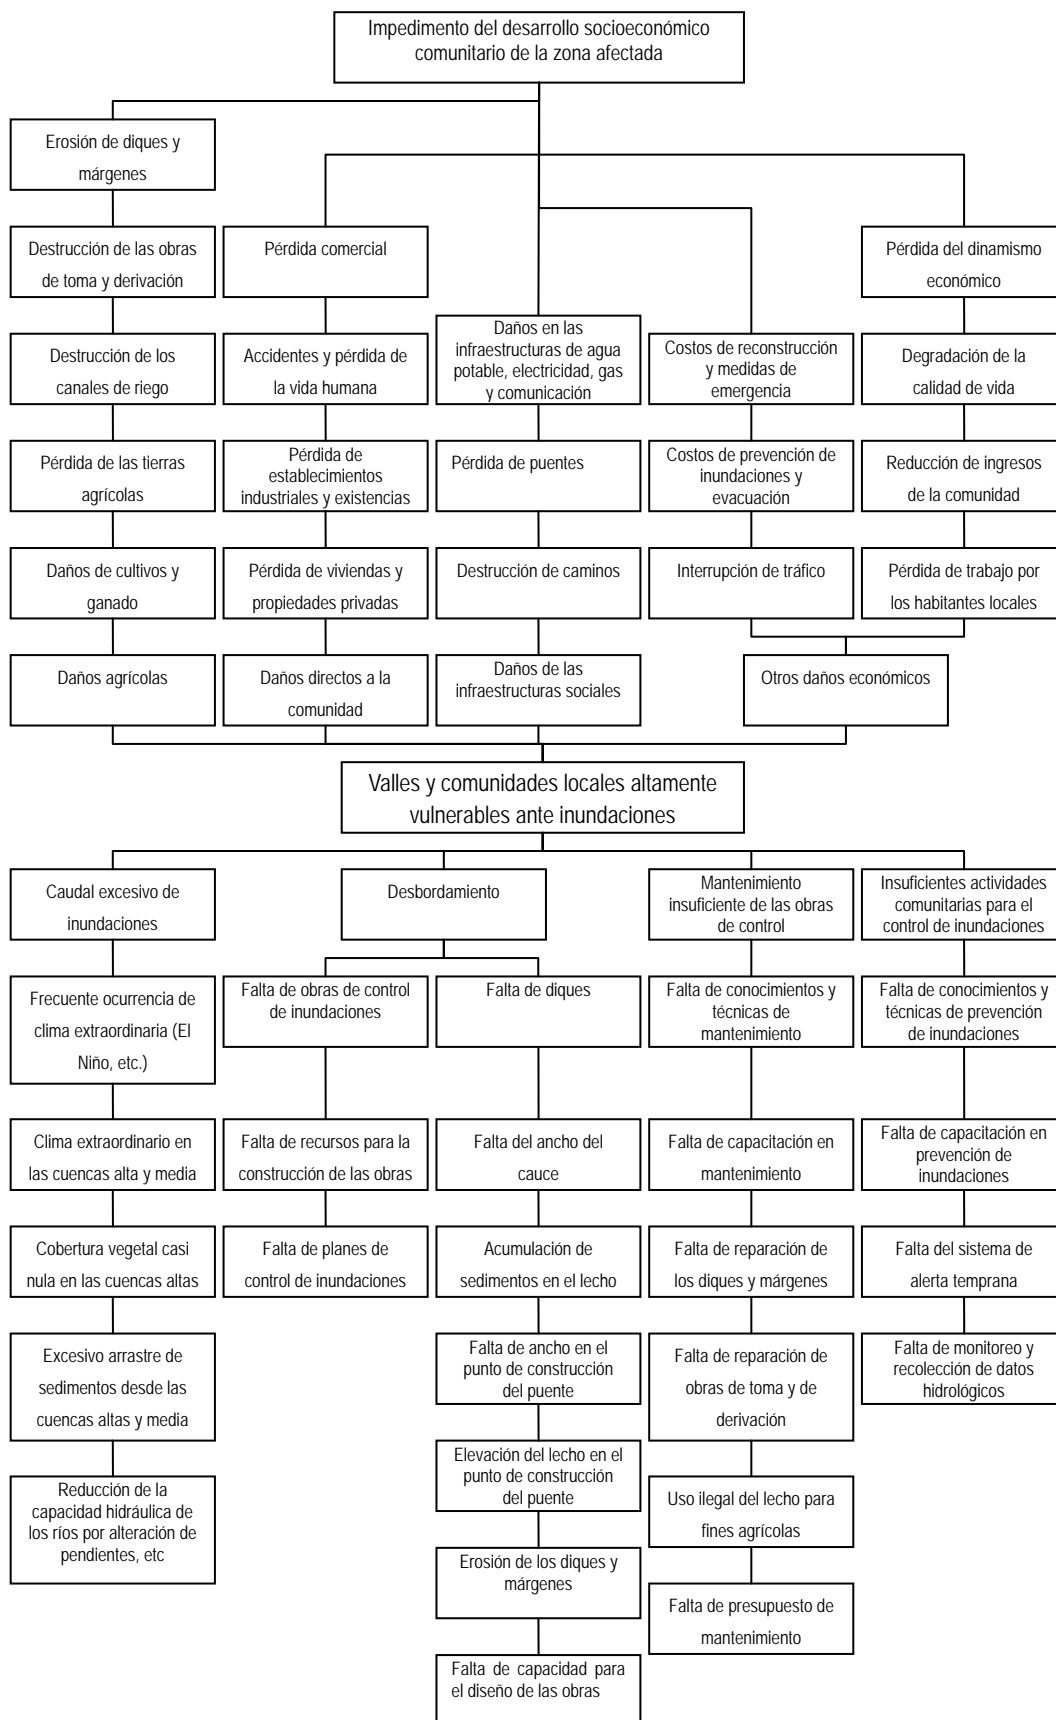 Impedimento del desarrollo socioeconómico
comunitario de la zona afectada
Erosión de diques y
márgenes
Destrucción de las obras
de toma y derivación
Pérdida comercial
Pérdida del dinamismo
económico
Destrucción de los
canales de riego
Accidentes y pérdida de
la vida humana
Daños en las
infraestructuras de agua
potable, electricidad, gas
y comunicación
Costos de reconstrucción
y medidas de
emergencia
Degradación de la
calidad de vida
Pérdida de las tierras
agrícolas
Pérdida de
establecimientos
industriales y existencias
Pérdida de puentes
Costos de prevención de
inundaciones y
evacuación
Reducción de ingresos
de la comunidad
Daños de cultivos y
ganado
Pérdida de viviendas y
propiedades privadas
Destrucción de caminos
Interrupción de tráfico
Pérdida de trabajo por
los habitantes locales
Daños agrícolas
Daños directos a la
comunidad
Daños de las
infraestructuras sociales
Otros daños económicos
Valles y comunidades locales altamente
vulnerables ante inundaciones
Caudal excesivo de
inundaciones
Desbordamiento
Mantenimiento
insuficiente de las obras
de control
Insuficientes actividades
comunitarias para el
control de inundaciones
Frecuente ocurrencia de
clima extraordinaria (El
Niño, etc.)
Falta de obras de control
de inundaciones
Falta de diques
Falta de conocimientos y
técnicas de
mantenimiento
Falta de conocimientos y
técnicas de prevención
de inundaciones
Clima extraordinario en
las cuencas alta y media
Falta de recursos para la
construcción de las obras
Falta del ancho del
cauce
Falta de capacitación en
mantenimiento
Falta de capacitación en
prevención de
inundaciones
Cobertura vegetal casi
nula en las cuencas altas
Falta de planes de
control de inundaciones
Acumulación de
sedimentos en el lecho
Falta de reparación de
los diques y márgenes
Falta del sistema de
alerta temprana
Excesivo arrastre de
sedimentos desde las
cuencas altas y media
Falta de ancho en el
punto de construcción
del puente
Falta de reparación de
obras de toma y de
derivación
Falta de monitoreo y
recolección de datos
hidrológicos
Reducción de la
capacidad hidráulica de
los ríos por alteración de
pendientes, etc
Elevación del lecho en el
punto de construcción
del puente
Uso ilegal del lecho para
fines agrícolas
Erosión de los diques y
márgenes
Falta de presupuesto de
mantenimiento
Falta de capacidad para
el diseño de las obras